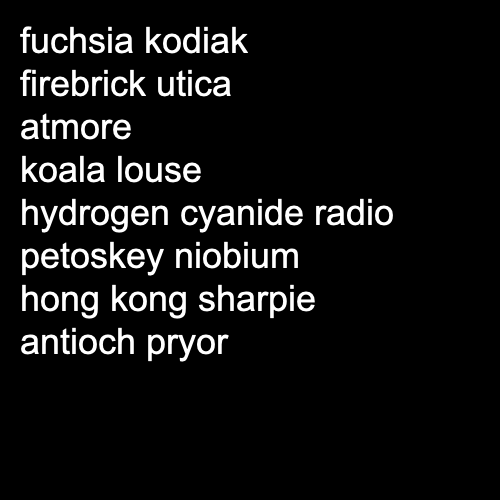 fuchsia kodiak
firebrick utica
atmore
koala louse
hydrogen cyanide radio
petoskey niobium
hong kong sharpie
antioch pryor